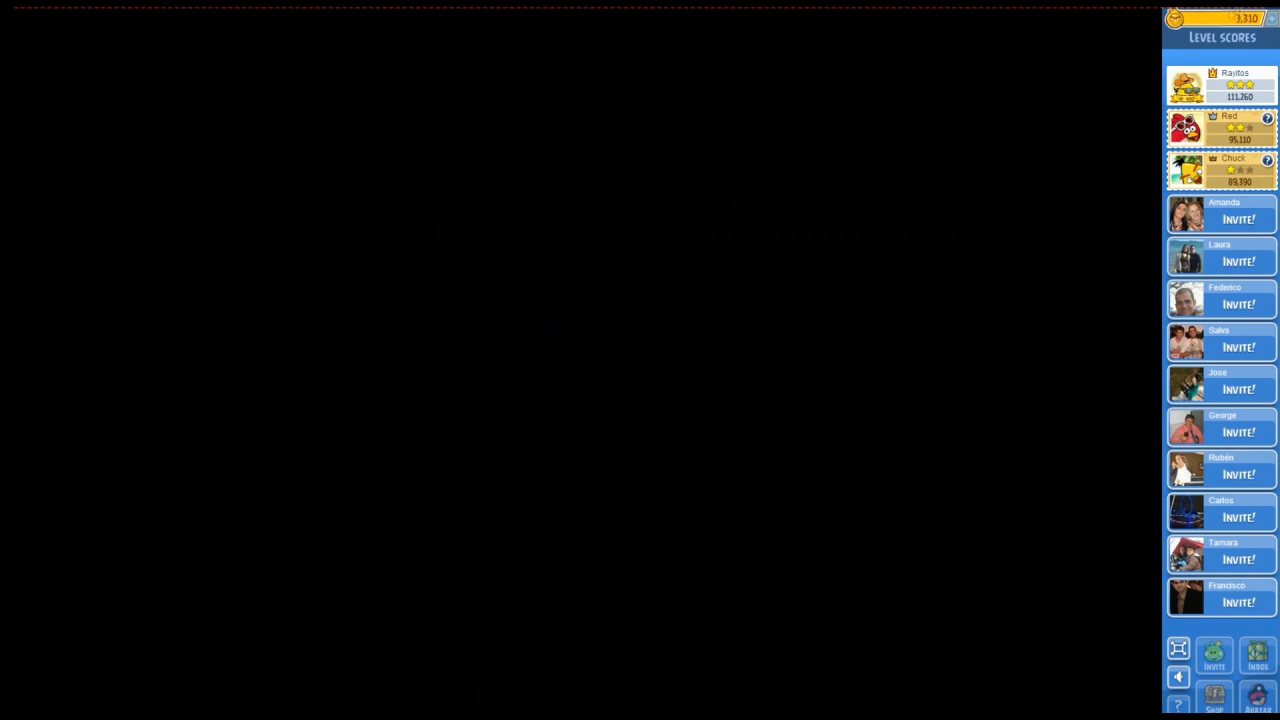 3,310
LEVEL SCORES
Rayitos
111,260
Red
?
95,110
Chuck
?
89,390
Amanda
INVITE!
Laura
INVITE!
Federico
INVITE!
Salva
INVITE!
Jose
INVITE!
George
INVITE!
Rubén
INVITE!
Carlos
INVITE!
Tamara
INVITE!
Francisco
INVITE!
INVITE
INBOX
?
SHOP
AVATAR